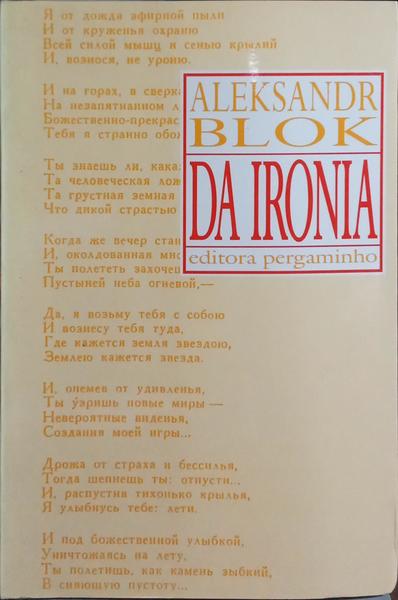 Я от дождя эфирной пыли
И от круженья охраню
Всей силой мышц и сенью крылий
И, вознося, не уроню.
И на горах, в сверка
На незапятнанном л
Божественно-прекрас
Тебя я странно обо
ALEKSANDR
BLOK
DA IRONIA
editora pergaminho
Ты знаешь ли, кака
Та человеческая лож
Та грустная земная
Что дикой страстью
Когда же вечер стан
И, околдованная мно
Ты полететь захоче
Пустыней неба огневой,—
Да, я возьму тебя с собою
И вознесу тебя туда,
Где кажется земля звездою,
Землею кажется звезда.
И, онемев от удивленья,
Ты узришь новые миры —
Невероятные виденья,
Создания моей игры...
Дрожа от страха и бессилья,
Тогда шепнешь ты: отпусти...
И, распустив тихонько крылья,
Я улыбнусь тебе: лети.
И под божественной улыбкой,
Уничтожаясь на лету,
Ты полетишь, как камень зыбкий,
В сияющую пустоту...